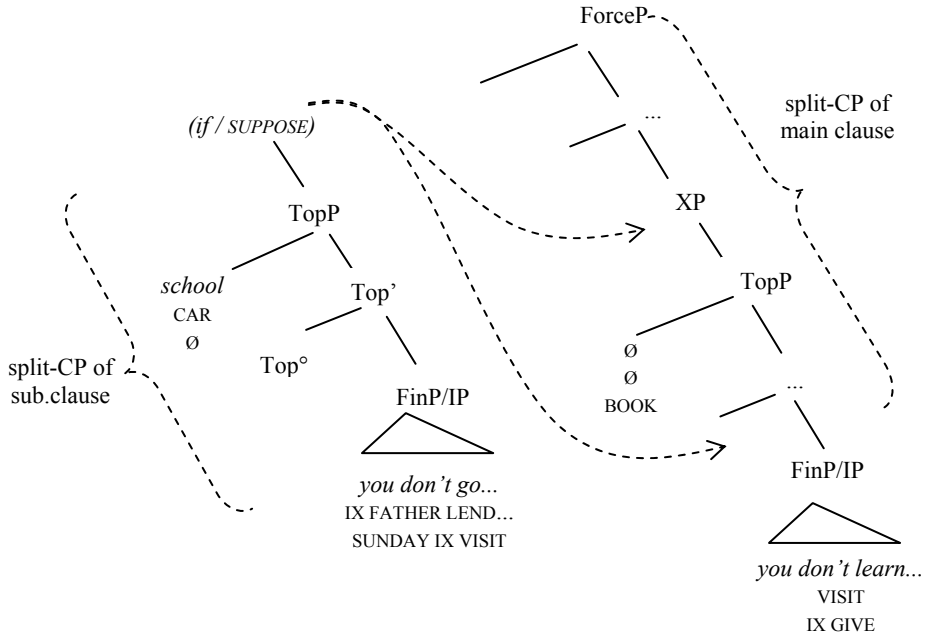 ForceP
(if / SUPPOSE)
...
split-CP of
main clause
TopP
XP
school
CAR
Ø
Top’
TopP
split-CP of
sub.clause
Top°
Ø
Ø
BOOK
...
FinP/IP
FinP/IP
you don’t go...
IX FATHER LEND...
SUNDAY IX VISIT
you don’t learn...
VISIT
IX GIVE